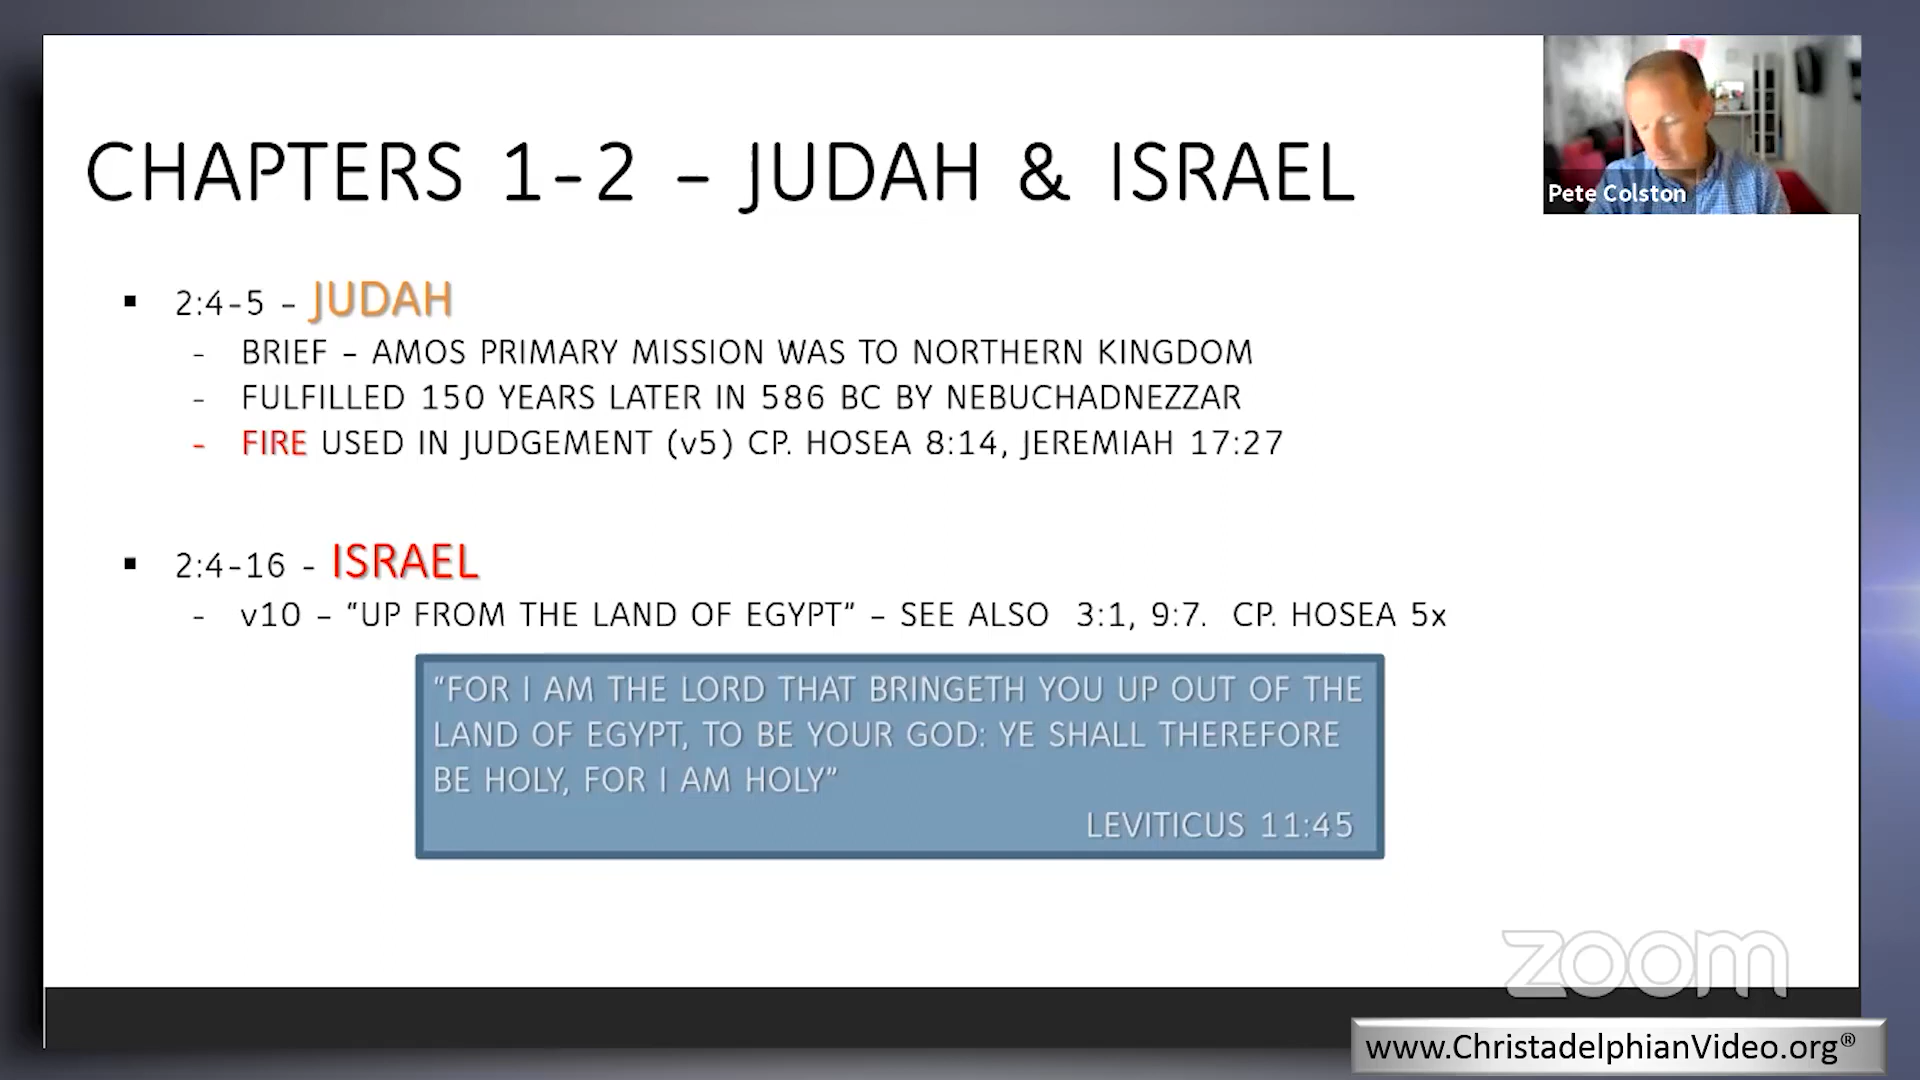 CHAPTERS 1-2 – JUDAH & ISRAEL
Pete Colston
▪ 2:4-5 – JUDAH
- BRIEF – AMOS PRIMARY MISSION WAS TO NORTHERN KINGDOM
- FULFILLED 150 YEARS LATER IN 586 BC BY NEBUCHADNEZZAR
- FIRE USED IN JUDGEMENT (v5) CP. HOSEA 8:14, JEREMIAH 17:27
▪ 2:4-16 - ISRAEL
- v10 – "UP FROM THE LAND OF EGYPT" – SEE ALSO 3:1, 9:7. CP. HOSEA 5x
"FOR I AM THE LORD THAT BRINGETH YOU UP OUT OF THE
LAND OF EGYPT, TO BE YOUR GOD: YE SHALL THEREFORE
BE HOLY, FOR I AM HOLY"
LEVITICUS 11:45
zoom
www.ChristadelphianVideo.org®